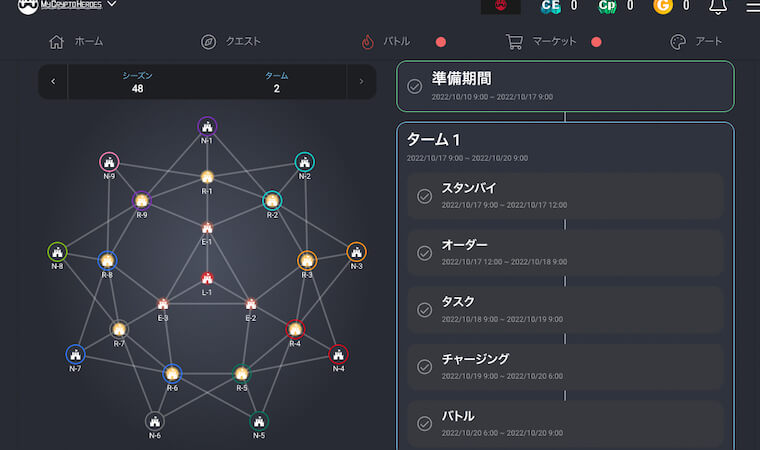 MyCryptoHeroes
CE 0
Cp 0
G 0
ホーム
クエスト
バトル
マーケット
アート
シーズン
48
ターム
2
N-1
N-9
N-2
R-1
R-9
R-2
E-1
N-8
R-8
R-3
N-3
L-1
E-3
E-2
R-7
R-4
N-7
N-4
R-6
R-5
N-6
N-5
準備期間
2022/10/10 9:00 ~ 2022/10/17 9:00
ターム 1
2022/10/17 9:00 ~ 2022/10/20 9:00
スタンバイ
2022/10/17 9:00 ~ 2022/10/17 12:00
オーダー
2022/10/17 12:00 ~ 2022/10/18 9:00
タスク
2022/10/18 9:00 ~ 2022/10/19 9:00
チャージング
2022/10/19 9:00 ~ 2022/10/20 6:00
バトル
2022/10/20 6:00 ~ 2022/10/20 9:00